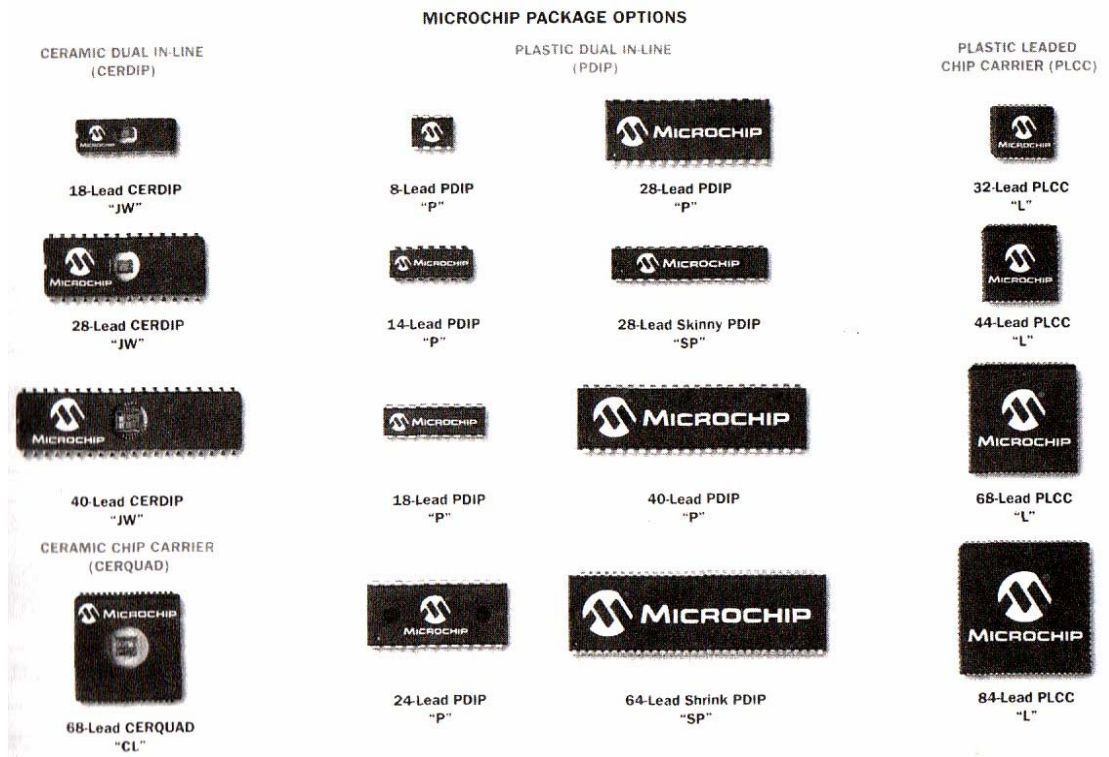 MICROCHIP PACKAGE OPTIONS
CERAMIC DUAL IN-LINE
(CERDIP)
MICROCHIP
18-Lead CERDIP
"JW"
MICROCHIP
28-Lead CERDIP
"JW"
MICROCHIP
40-Lead CERDIP
"JW"
CERAMIC CHIP CARRIER
(CERQUAD)
MICROCHIP
68-Lead CERQUAD
"CL"
PLASTIC DUAL IN-LINE
(PDIP)
8-Lead PDIP
"P"
MICROCHIP
14-Lead PDIP
"P"
MICROCHIP
18-Lead PDIP
"P"
MICROCHIP
24-Lead PDIP
"P"
MICROCHIP
28-Lead PDIP
"P"
MICROCHIP
28-Lead Skinny PDIP
"SP"
MICROCHIP
40-Lead PDIP
"P"
MICROCHIP
64-Lead Shrink PDIP
"SP"
PLASTIC LEADED
CHIP CARRIER (PLCC)
MICROCHIP
32-Lead PLCC
"L"
MICROCHIP
44-Lead PLCC
"L"
MICROCHIP
68-Lead PLCC
"L"
MICROCHIP
84-Lead PLCC
"L"